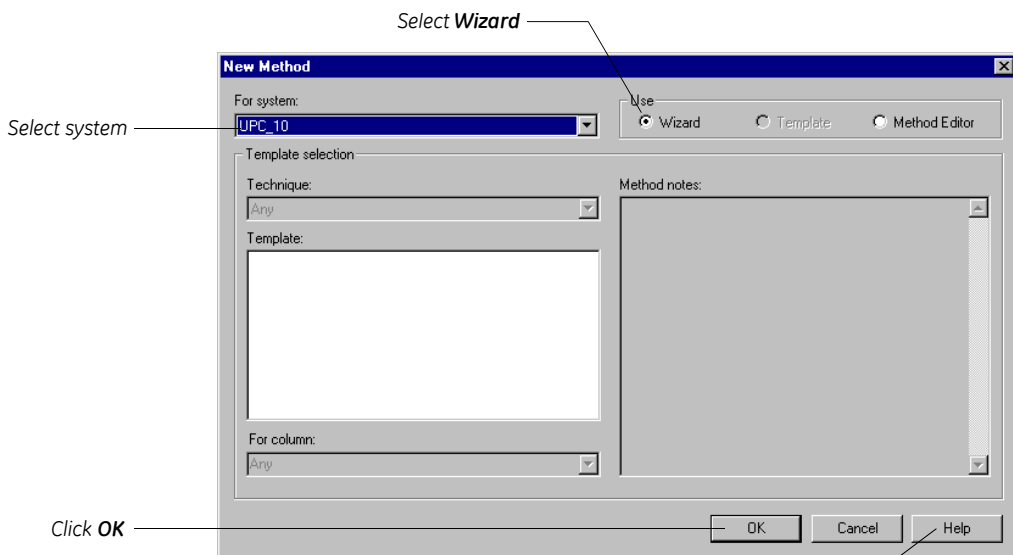 Select Wizard
New Method
Select system
For system:
UPC_10
Use
Wizard
Template
Method Editor
Template selection
Technique:
Any
Template:
Method notes:
For column:
Any
Click OK
OK
Cancel
Help